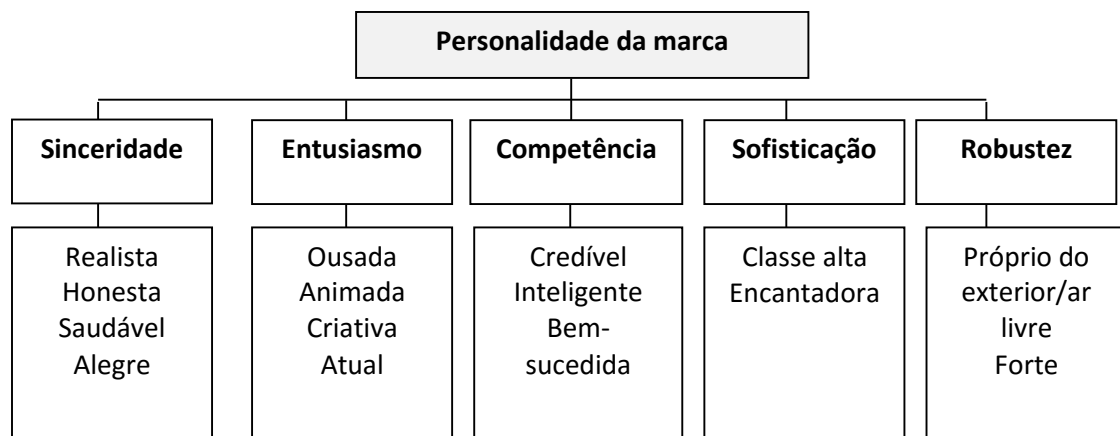 Personalidade da marca
Sinceridade
Entusiasmo
Competência
Sofisticação
Robustez
Realista
Honesta
Saudável
Alegre
Ousada
Animada
Criativa
Atual
Credível
Inteligente
Bem-
sucedida
Classe alta
Encantadora
Próprio do
exterior/ar
livre
Forte